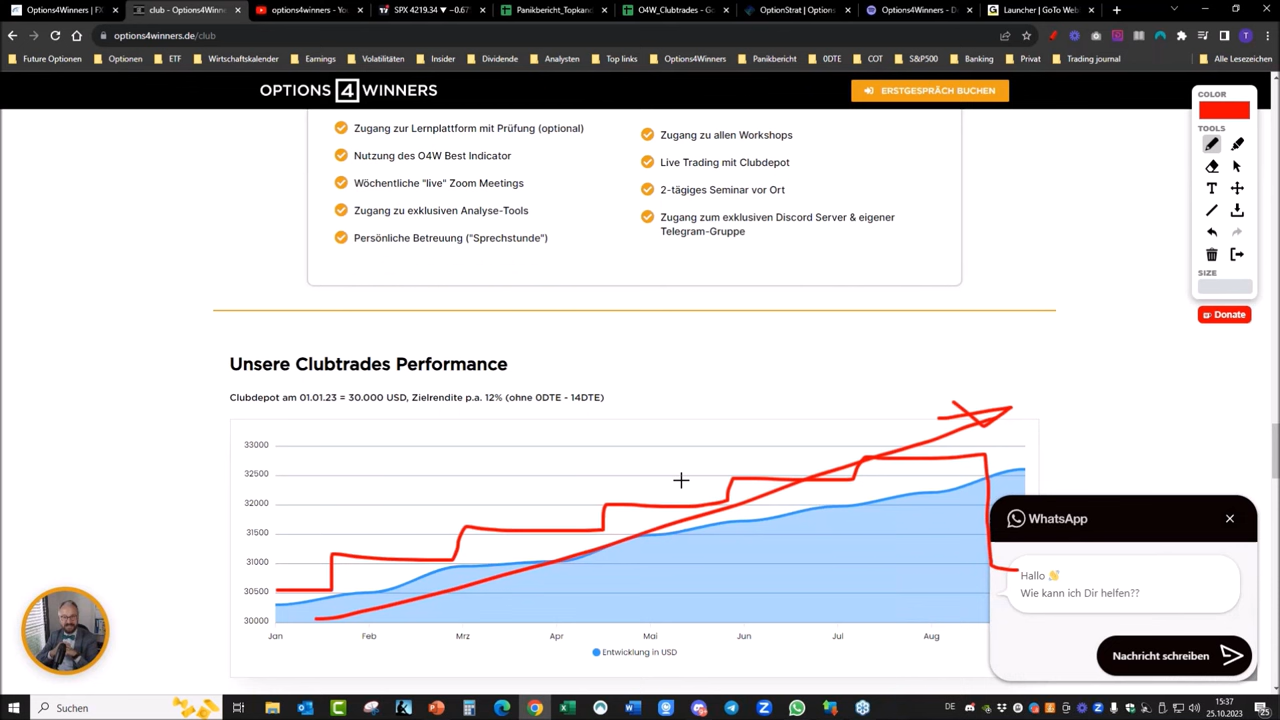 Options4Winners | FX
club - Options4Winn
options4winners - You
SPX 4219.34 ▼ −0.67
Panikbericht_Topkand
O4W_Clubtrades - Goo
OptionStrat | Options
Options4Winners - De
Launcher | GoTo Web
options4winners.de/club
Future Optionen
Optionen
ETF
Wirtschaftskalender
Earnings
Volatilitäten
Insider
Dividende
Analysten
Top links
Options4Winners
Panikbericht
0DTE
COT
S&P500
Banking
Privat
Trading journal
Alle Lesezeichen
OPTIONS 4 WINNERS
ERSTGESPRÄCH BUCHEN
COLOR
TOOLS
T
SIZE
Donate
Zugang zur Lernplattform mit Prüfung (optional)
Nutzung des O4W Best Indicator
Wöchentliche "live" Zoom Meetings
Zugang zu exklusiven Analyse-Tools
Persönliche Betreuung ("Sprechstunde")
Zugang zu allen Workshops
Live Trading mit Clubdepot
2-tägiges Seminar vor Ort
Zugang zum exklusiven Discord Server & eigener
Telegram-Gruppe
Unsere Clubtrades Performance
Clubdepot am 01.01.23 = 30.000 USD, Zielrendite p.a. 12% (ohne 0DTE - 14DTE)
33000
32500
32000
31500
31000
30500
30000
Jan Feb Mrz Apr Mai Jun Jul Aug
Entwicklung in USD
WhatsApp
Hallo 👋
Wie kann ich Dir helfen??
Nachricht schreiben
Suchen
DE
15:37
25.10.2023
25